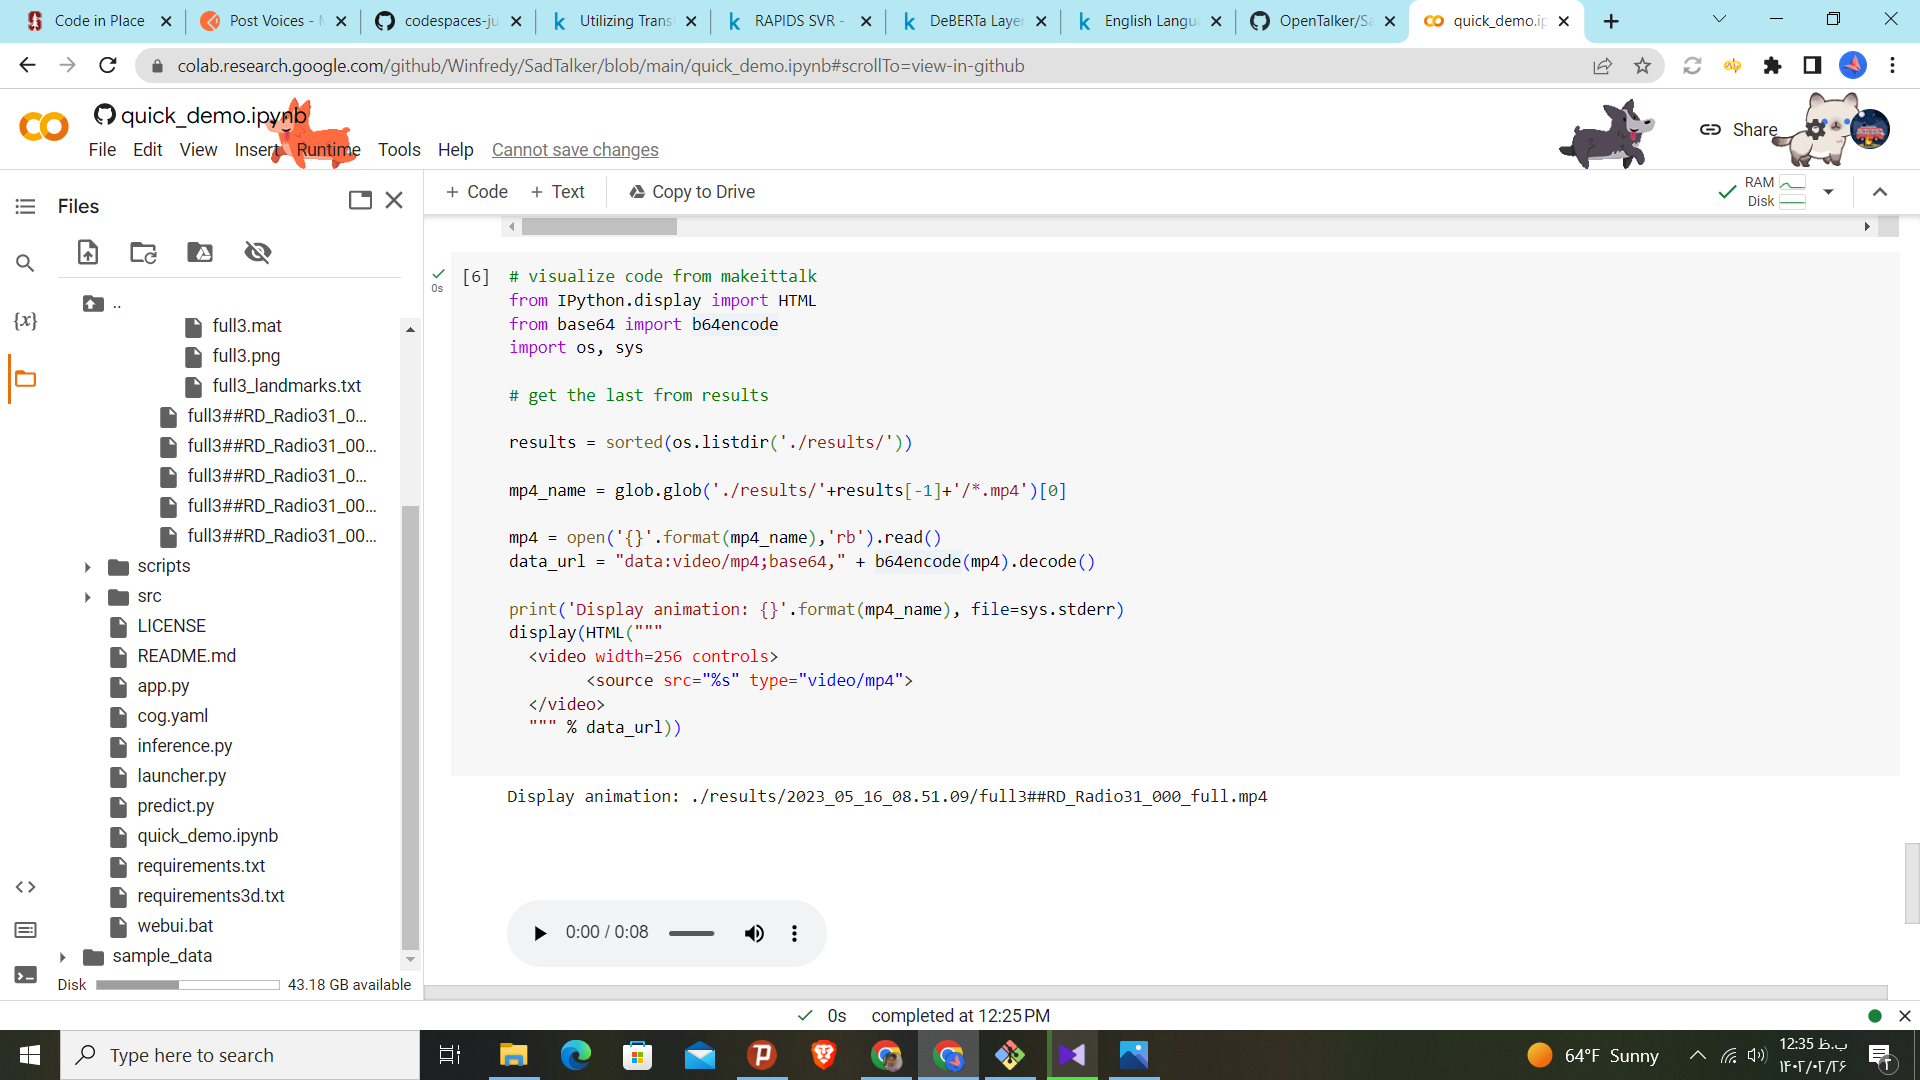 Code in Place
Post Voices - M
codespaces-ju
Utilizing Trans
RAPIDS SVR -
DeBERTa Layer
English Langu
OpenTalker/Sa
quick_demo.ip
colab.research.google.com/github/Winfredy/SadTalker/blob/main/quick_demo.ipynb#scrollTo=view-in-github
quick_demo.ipynb
File Edit View Insert Runtime Tools Help Cannot save changes
Share
Files
+ Code + Text Copy to Drive
RAM
Disk
..
full3.mat
full3.png
full3_landmarks.txt
full3##RD_Radio31_0...
full3##RD_Radio31_00...
full3##RD_Radio31_0...
full3##RD_Radio31_00...
full3##RD_Radio31_00...
scripts
src
LICENSE
README.md
app.py
cog.yaml
inference.py
launcher.py
predict.py
quick_demo.ipynb
requirements.txt
requirements3d.txt
webui.bat
sample_data
Disk 43.18 GB available
{x}
0s
[6] # visualize code from makeittalk
from IPython.display import HTML
from base64 import b64encode
import os, sys
# get the last from results
results = sorted(os.listdir('./results/'))
mp4_name = glob.glob('./results/'+results[-1]+'/*.mp4')[0]
mp4 = open('{}'.format(mp4_name),'rb').read()
data_url = "data:video/mp4;base64," + b64encode(mp4).decode()
print('Display animation: {}'.format(mp4_name), file=sys.stderr)
display(HTML("""
<video width=256 controls>
<source src="%s" type="video/mp4">
</video>
""" % data_url))
Display animation: ./results/2023_05_16_08.51.09/full3##RD_Radio31_000_full.mp4
0:00 / 0:08
0s completed at 12:25 PM
Type here to search
64°F Sunny
12:35 ب.ظ
۱۴۰۲/۰۲/۲۶
۲